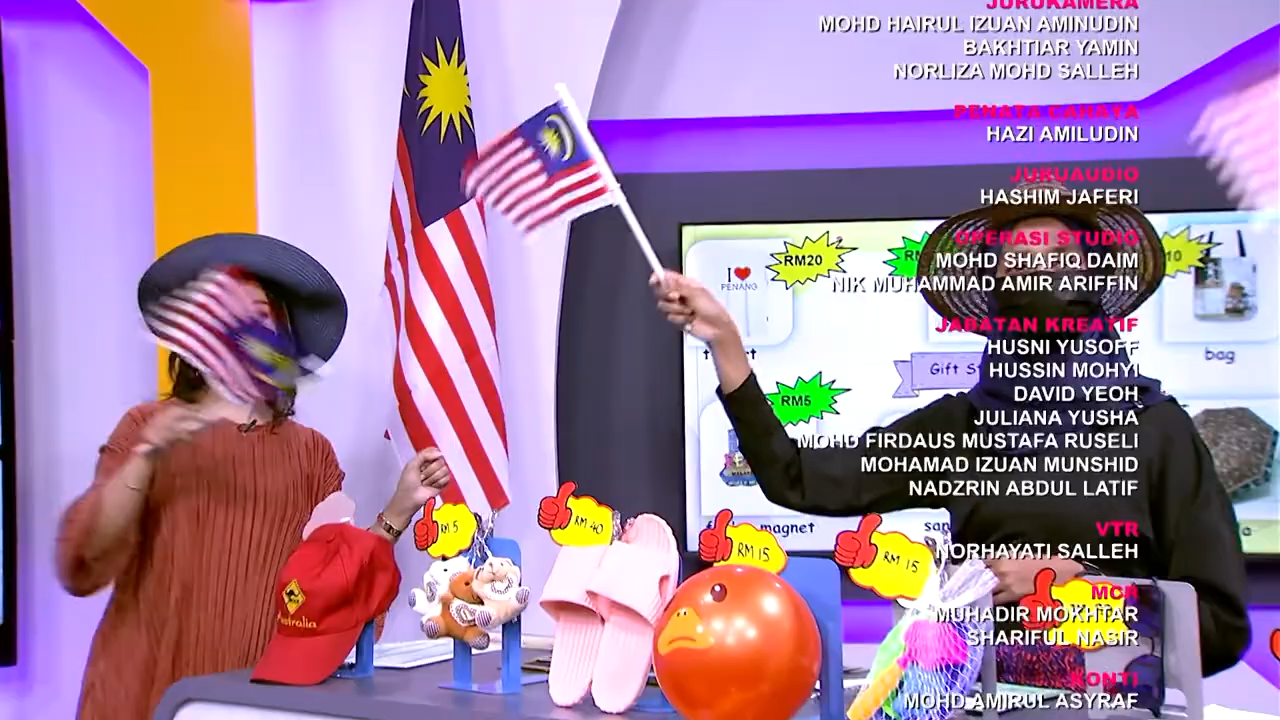 JURUKAMERA
MOHD HAIRUL IZUAN AMINUDIN
BAKHTIAR YAMIN
NORLIZA MOHD SALLEH
PENATA CAHAYA
HAZI AMILUDIN
JURUAUDIO
HASHIM JAFERI
OPERASI STUDIO
MOHD SHAFIQ DAIM
NIK MUHAMMAD AMIR ARIFFIN
JABATAN KREATIF
HUSNI YUSOFF
HUSSIN MOHYI
DAVID YEOH
JULIANA YUSHA
MOHD FIRDAUS MUSTAFA RUSELI
MOHAMAD IZUAN MUNSHID
NADZRIN ABDUL LATIF
VTR
NORHAYATI SALLEH
MCR
MUHADIR MOKHTAR
SHARIFUL NASIR
KONTI
MOHD AMIRUL ASYRAF
RM20
I ❤ PENANG
bag
Gift
RM5
magnet
RM 5
RM 40
RM 15
RM 15
Australia